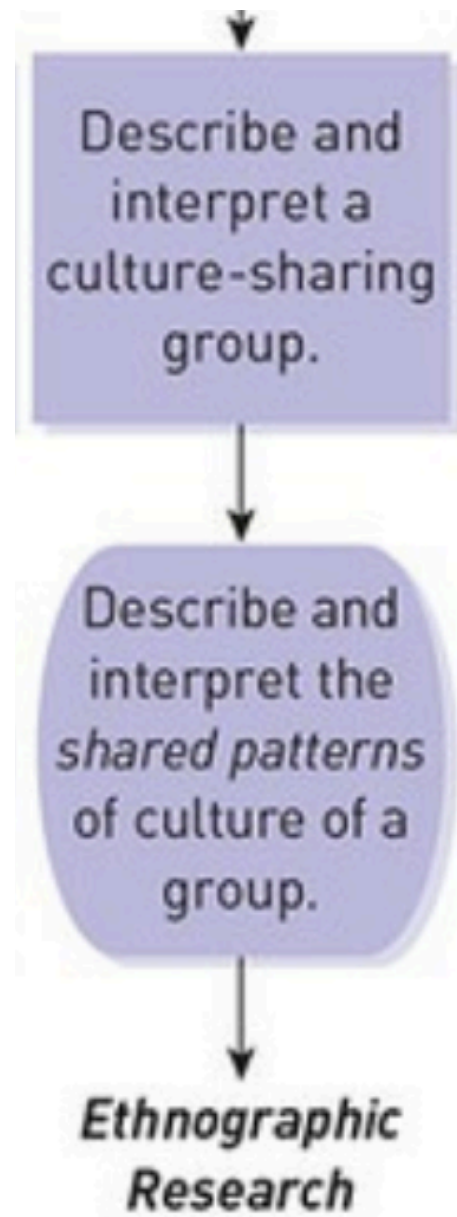 Describe and
interpret a
culture-sharing
group.
Describe and
interpret the
shared patterns
of culture of a
group.
Ethnographic
Research